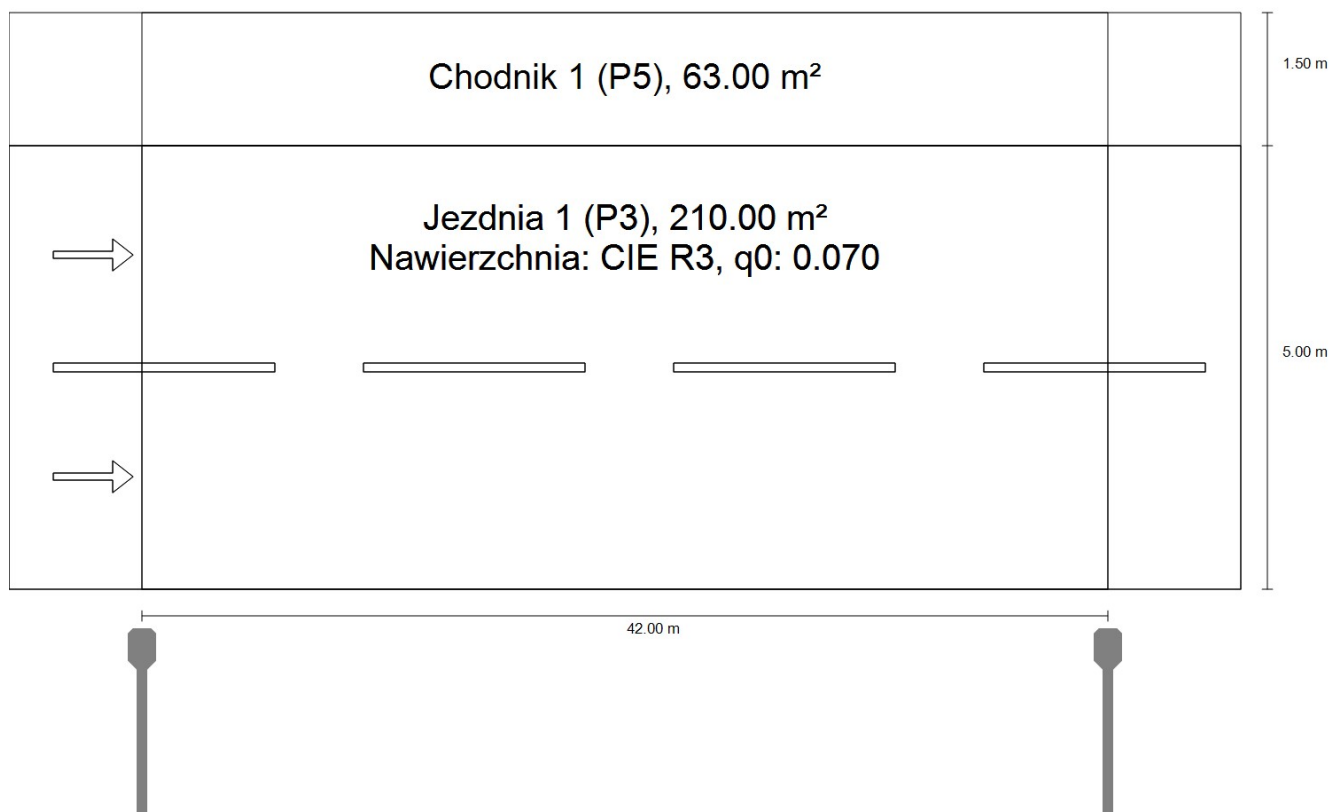 Chodnik 1 (P5), 63.00 m²
1.50 m
Jezdnia 1 (P3), 210.00 m²
Nawierzchnia: CIE R3, q0: 0.070
5.00 m
42.00 m